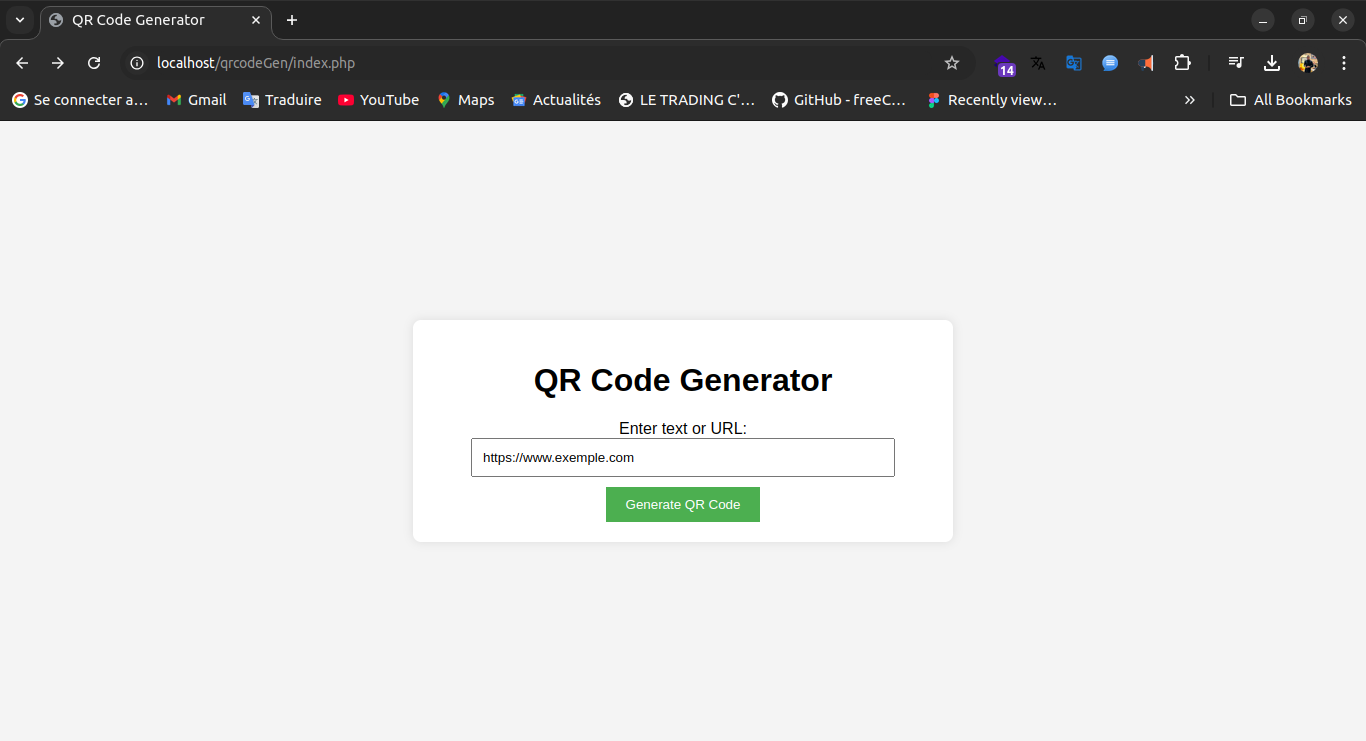 QR Code Generator
localhost/qrcodeGen/index.php
14
Se connecter a...
Gmail
Traduire
YouTube
Maps
Actualités
LE TRADING C'...
GitHub - freeC...
Recently view...
All Bookmarks
QR Code Generator
Enter text or URL:
https://www.exemple.com
Generate QR Code